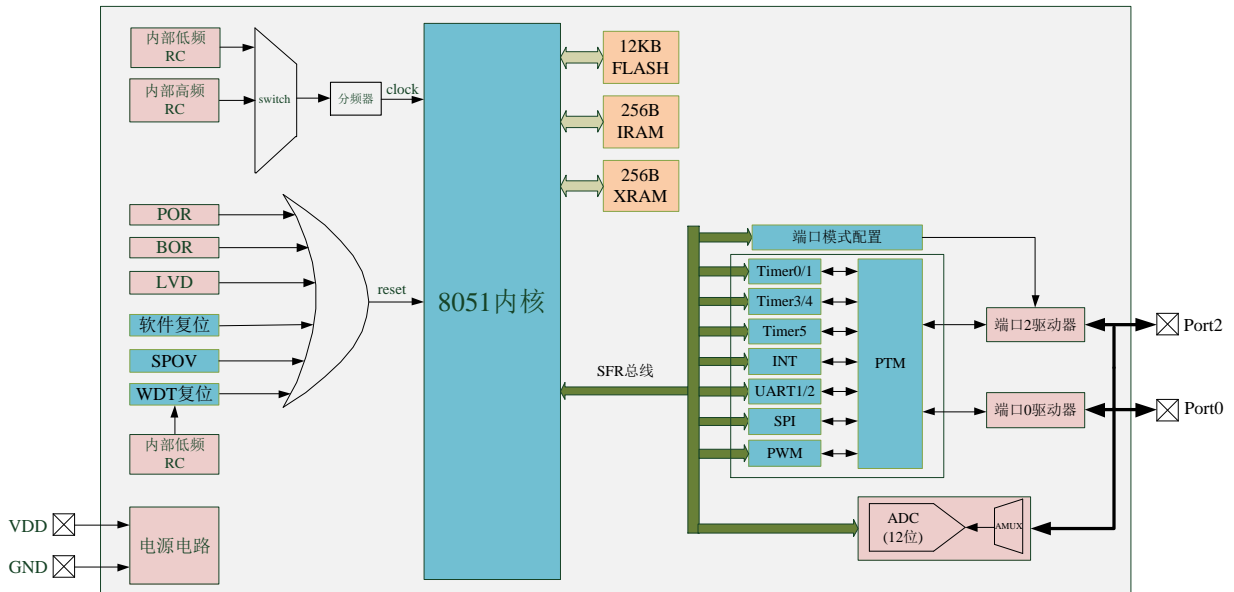 内部低频
RC
内部高频
RC
switch
分频器
clock
POR
BOR
LVD
软件复位
SPOV
WDT复位
内部低频
RC
reset
VDD
GND
电源电路
8051内核
12KB
FLASH
256B
IRAM
256B
XRAM
SFR总线
端口模式配置
Timer0/1
Timer3/4
Timer5
INT
UART1/2
SPI
PWM
PTM
端口2驱动器
Port2
端口0驱动器
Port0
ADC
(12位)
AMUX